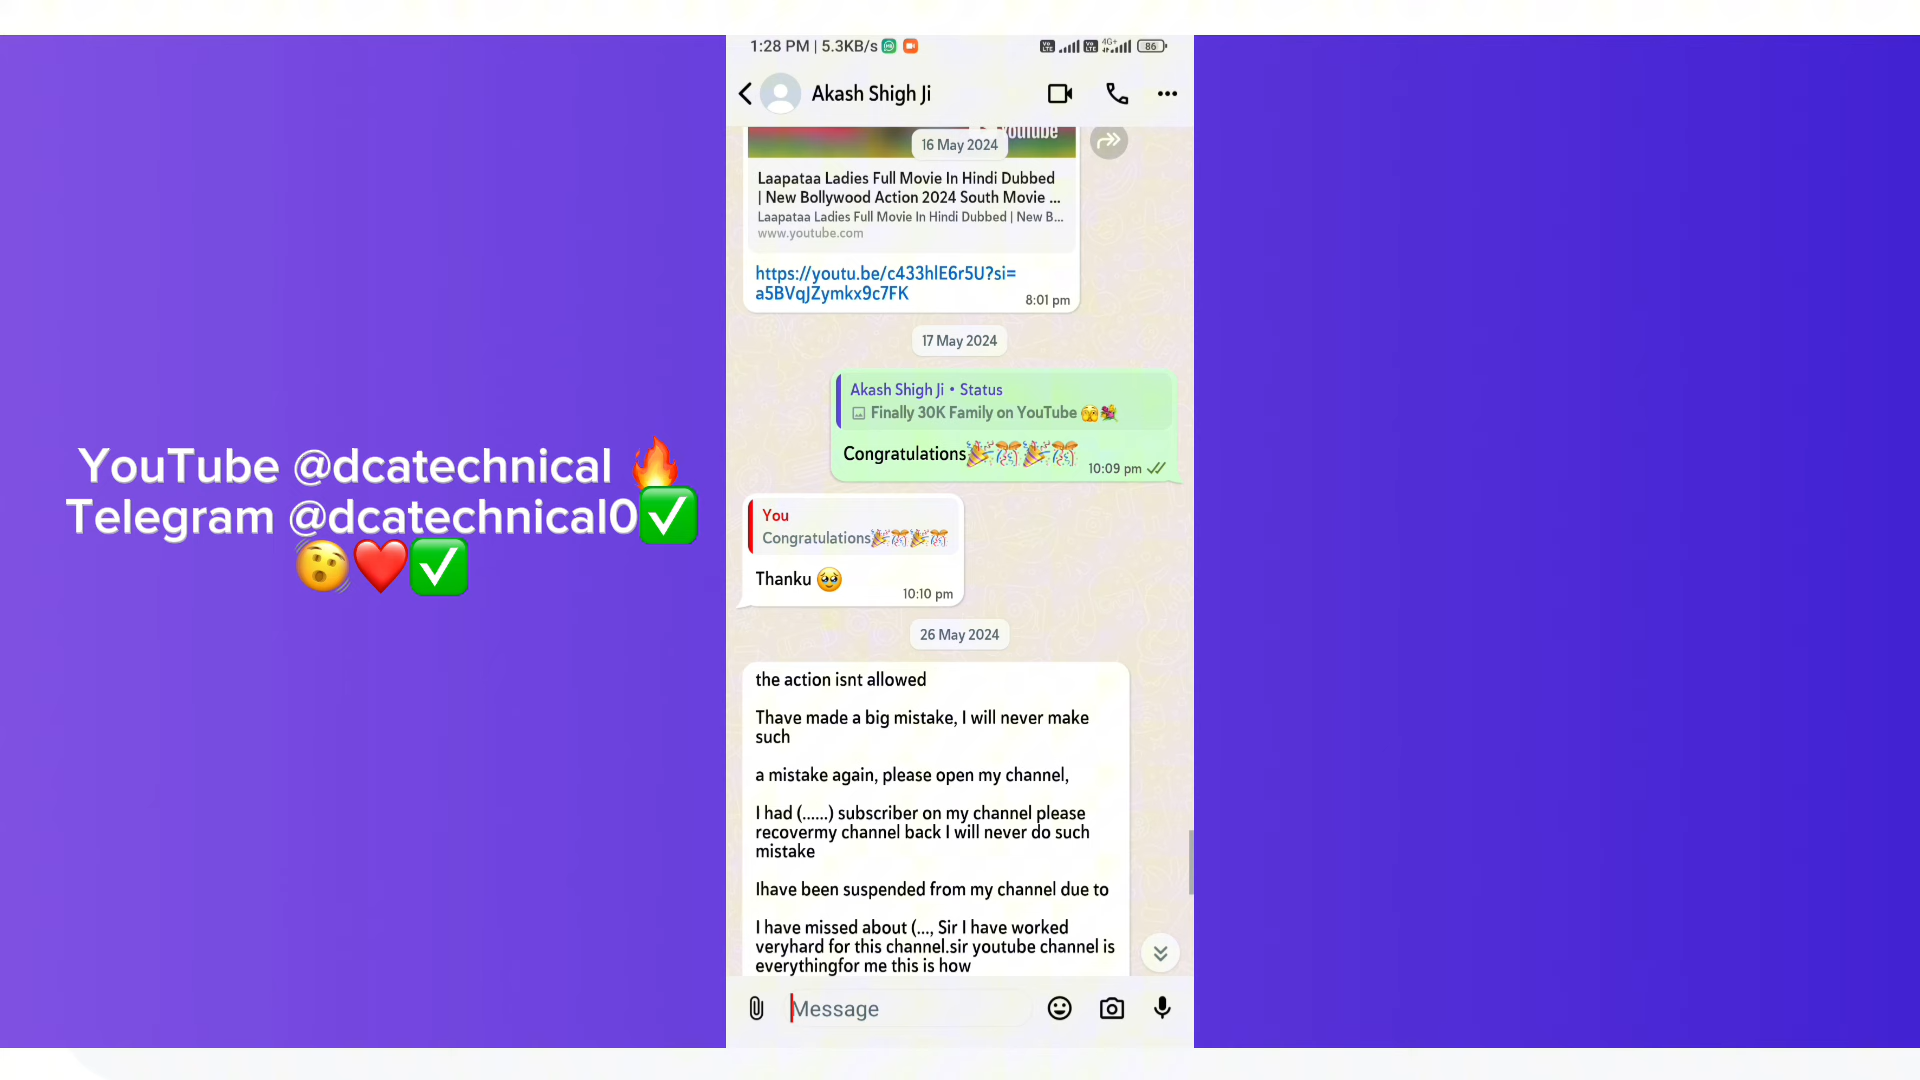 1:28 PM | 5.3KB/s
4G+
86
Akash Shigh Ji
16 May 2024
Laapataa Ladies Full Movie In Hindi Dubbed
| New Bollywood Action 2024 South Movie ...
Laapataa Ladies Full Movie In Hindi Dubbed | New B...
www.youtube.com
https://youtu.be/c433hlE6r5U?si=
a5BVqJZymkx9c7FK
8:01 pm
17 May 2024
Akash Shigh Ji • Status
Finally 30K Family on YouTube 🫣💐
Congratulations🎉🎊🎉🎊
10:09 pm
You
Congratulations🎉🎊🎉🎊
Thanku 🥹
10:10 pm
26 May 2024
the action isnt allowed
Thave made a big mistake, I will never make
such
a mistake again, please open my channel,
I had (......) subscriber on my channel please
recovermy channel back I will never do such
mistake
Ihave been suspended from my channel due to
I have missed about (..., Sir I have worked
veryhard for this channel.sir youtube channel is
everythingfor me this is how
Message
YouTube @dcatechnical 🔥
Telegram @dcatechnical0✅
🫨❤️✅